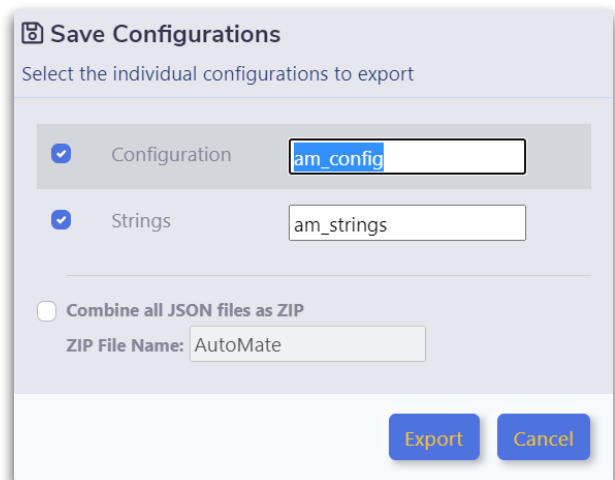 Save Configurations
Select the individual configurations to export
Configuration am_config
Strings am_strings
Combine all JSON files as ZIP
ZIP File Name: AutoMate
Export Cancel